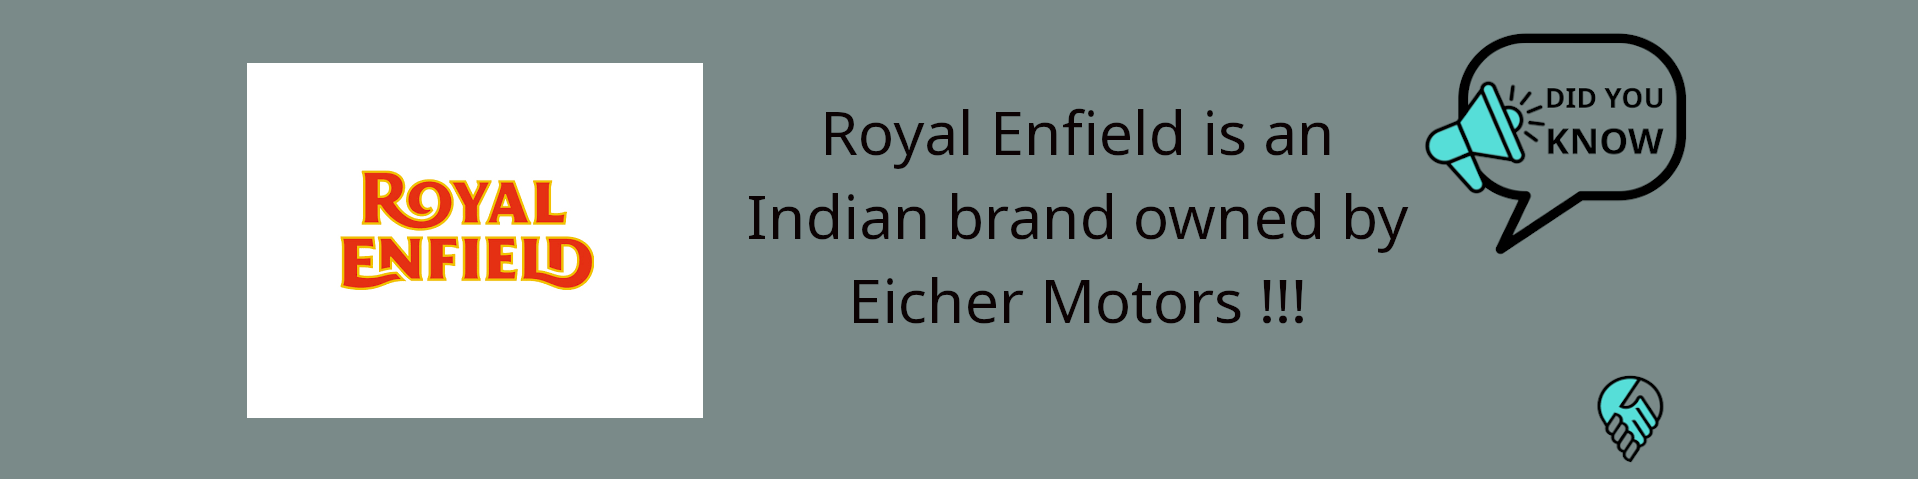 ROYAL
ENFIELD
Royal Enfield is an
Indian brand owned by
Eicher Motors !!!
DID YOU
KNOW